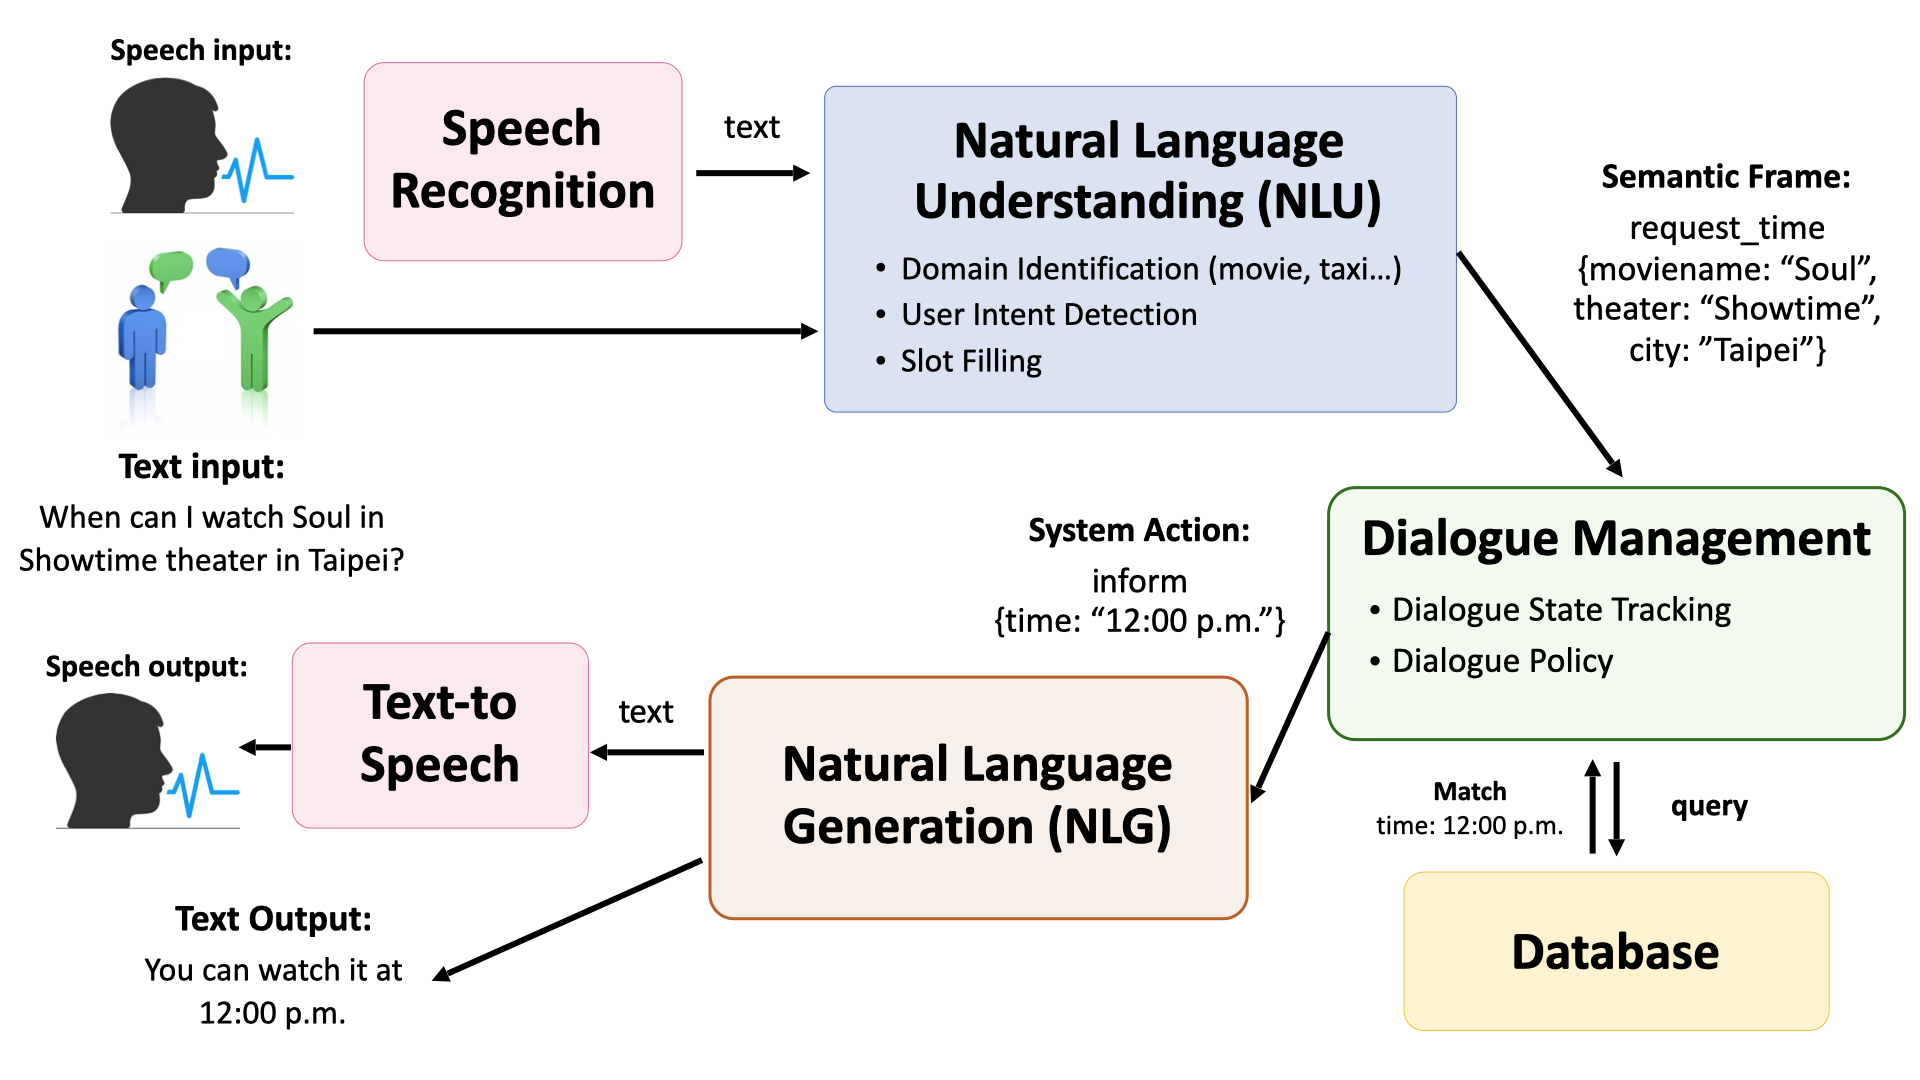 Speech input:
Speech
Recognition
text
Natural Language
Understanding (NLU)
• Domain Identification (movie, taxi...)
• User Intent Detection
• Slot Filling
Semantic Frame:
request_time
{moviename: “Soul”,
theater: “Showtime”,
city: ”Taipei”}
Text input:
When can I watch Soul in
Showtime theater in Taipei?
System Action:
inform
{time: “12:00 p.m.”}
Dialogue Management
• Dialogue State Tracking
• Dialogue Policy
Match
time: 12:00 p.m.
query
Database
Natural Language
Generation (NLG)
text
Text-to
Speech
Speech output:
Text Output:
You can watch it at
12:00 p.m.